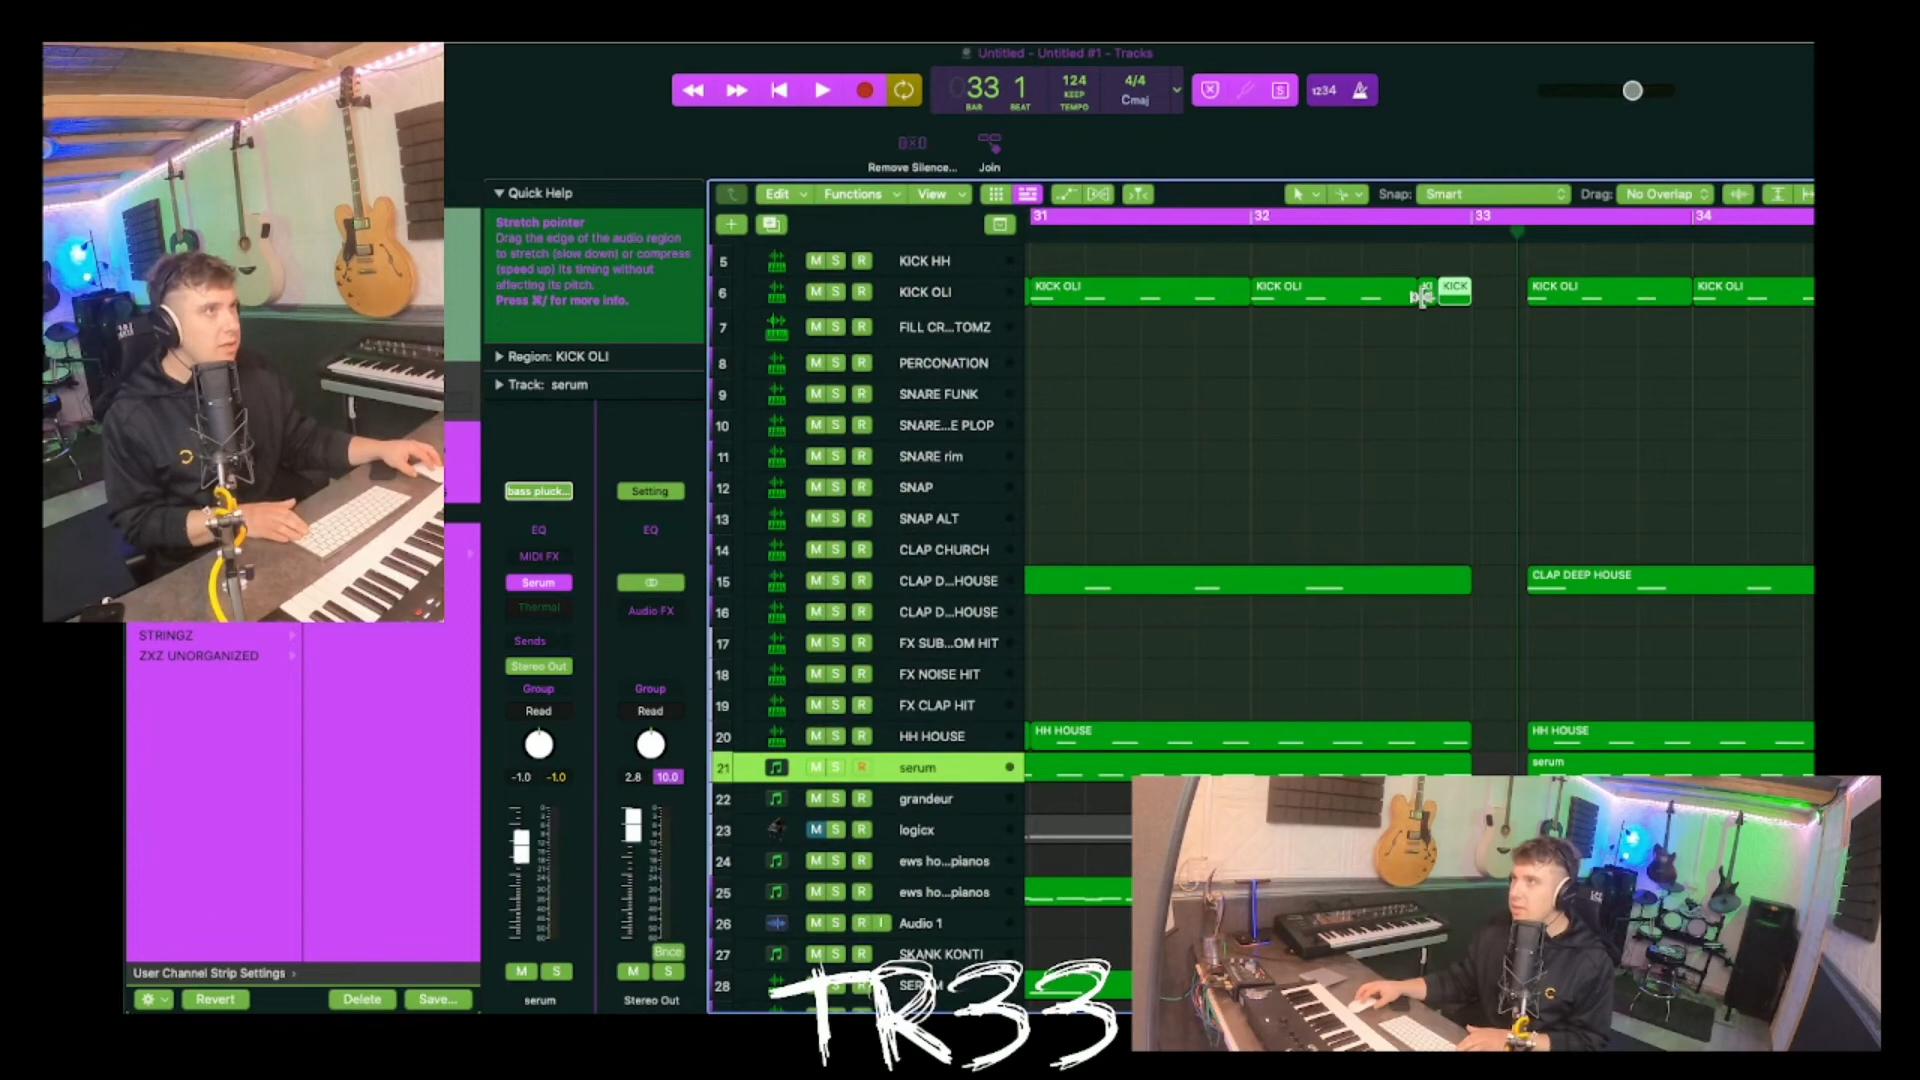 Untitled - Untitled #1 - Tracks
33 1
BAR BEAT
124
KEEP
TEMPO
4/4
Cmaj
S
1234
Remove Silence...
Join
Quick Help
Stretch pointer
Drag the edge of the audio region
to stretch (slow down) or compress
(speed up) its timing without
affecting its pitch.
Press ⌘/ for more info.
Region: KICK OLI
Track: serum
Edit
Functions
View
Snap:
Smart
Drag:
No Overlap
31
32
33
34
5 M S R KICK HH
6 M S R KICK OLI
KICK OLI
KICK OLI
KICK
KICK OLI
KICK OLI
7 M S R FILL CR...TOMZ
8 M S R PERCONATION
9 M S R SNARE FUNK
10 M S R SNARE...E PLOP
11 M S R SNARE rim
12 M S R SNAP
13 M S R SNAP ALT
14 M S R CLAP CHURCH
15 M S R CLAP D...HOUSE
CLAP DEEP HOUSE
16 M S R CLAP D...HOUSE
17 M S R FX SUB...OM HIT
18 M S R FX NOISE HIT
19 M S R FX CLAP HIT
20 M S R HH HOUSE
HH HOUSE
HH HOUSE
21 M S R serum
serum
22 M S R grandeur
23 M S R logicx
24 M S R ews ho...pianos
25 M S R ews ho...pianos
26 M S R I Audio 1
27 M S R SKANK KONTI
28
bass pluck...
Setting
EQ
EQ
MIDI FX
Serum
Thermal
Audio FX
Sends
Stereo Out
Group
Group
Read
Read
-1.0 -1.0
2.8 10.0
Bnce
M S
M S
serum
Stereo Out
STRINGZ
ZXZ UNORGANIZED
User Channel Strip Settings
Revert
Delete
Save...
TR33